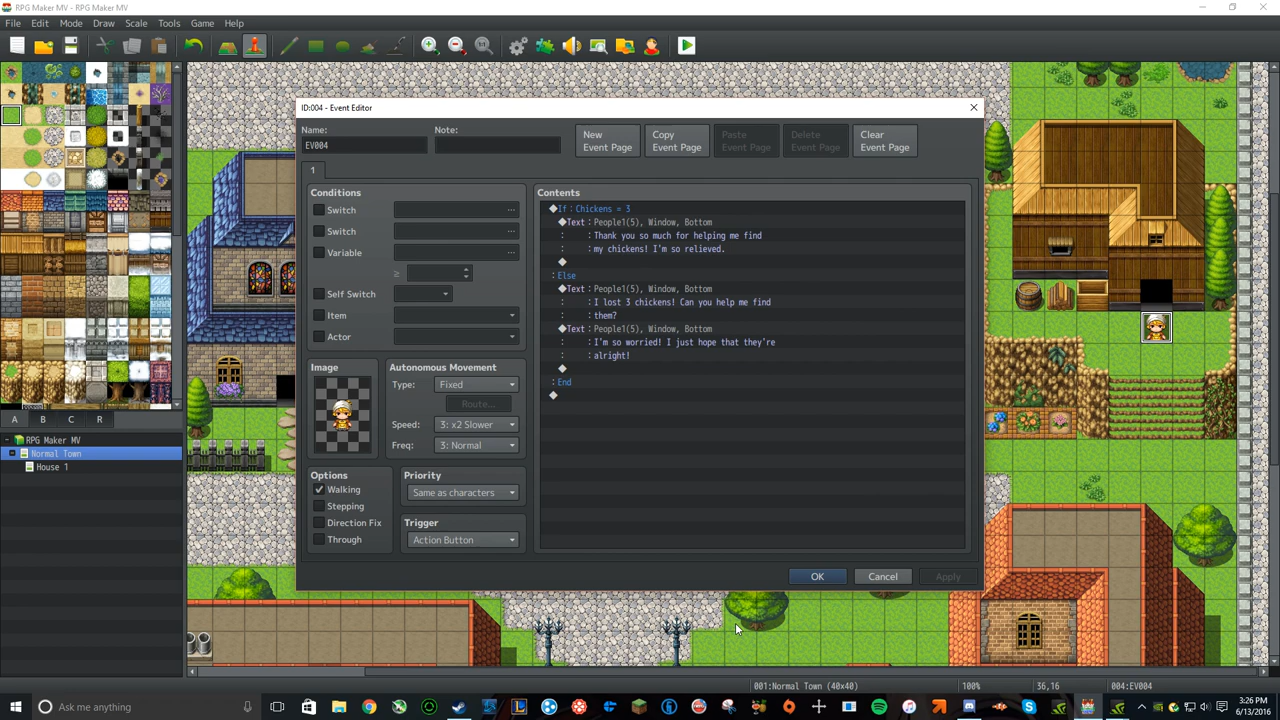 RPG Maker MV - RPG Maker MV
File Edit Mode Draw Scale Tools Game Help
ID:004 - Event Editor
Name:
EV004
Note:
New
Event Page
Copy
Event Page
Paste
Event Page
Delete
Event Page
Clear
Event Page
1
Conditions
Switch ...
Switch ...
Variable ...
≥
Self Switch
Item
Actor
Image
Autonomous Movement
Type: Fixed
Route...
Speed: 3: x2 Slower
Freq: 3: Normal
Options
Walking
Stepping
Direction Fix
Through
Priority
Same as characters
Trigger
Action Button
Contents
◆If : Chickens = 3
◆Text : People1(5), Window, Bottom
: : Thank you so much for helping me find
: : my chickens! I'm so relieved.
◆
: Else
◆Text : People1(5), Window, Bottom
: : I lost 3 chickens! Can you help me find
: : them?
◆Text : People1(5), Window, Bottom
: : I'm so worried! I just hope that they're
: : alright!
◆
: End
◆
OK Cancel Apply
A B C R
RPG Maker MV
Normal Town
House 1
001:Normal Town (40x40) 100% 36,16 004:EV004
Ask me anything
3:26 PM
6/13/2016